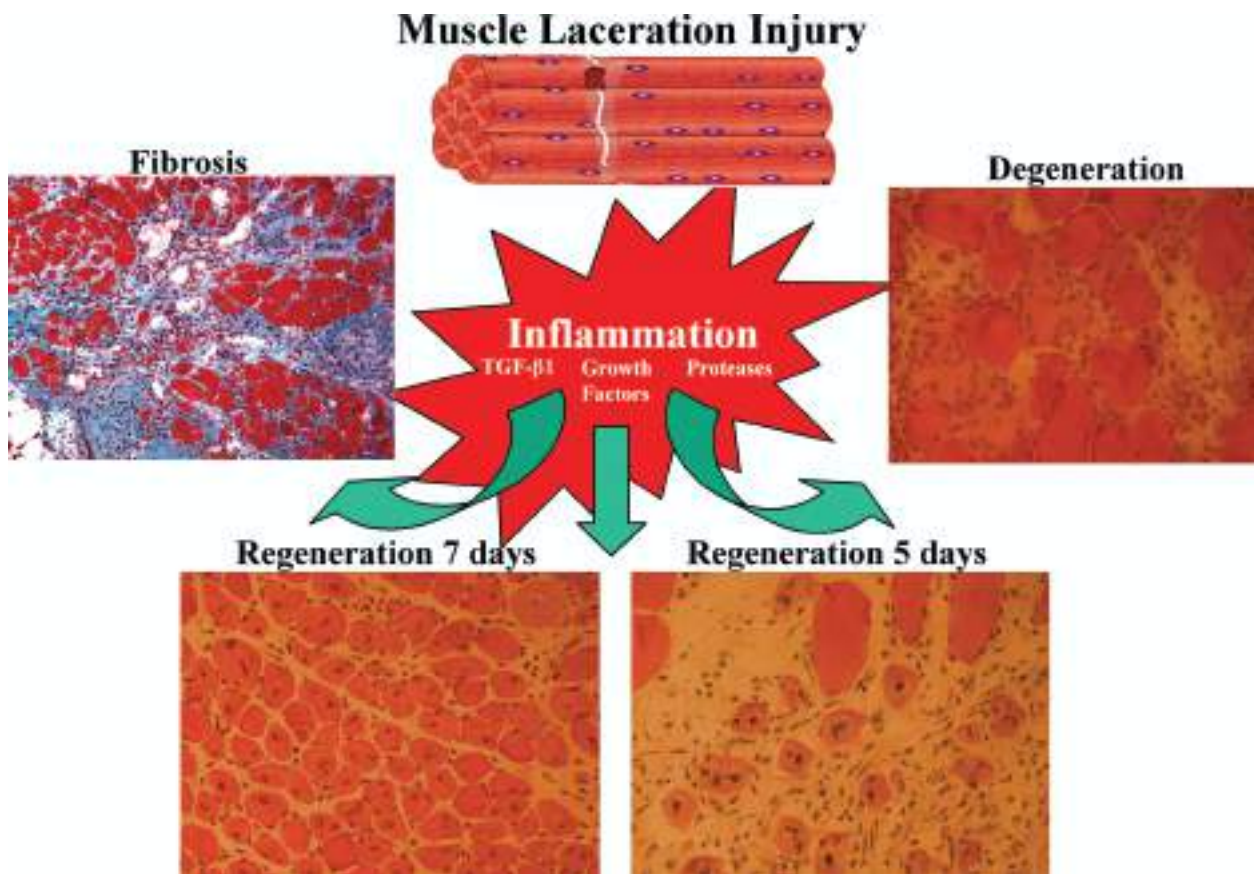 Muscle Laceration Injury
Fibrosis
Degeneration
Inflammation
TGF-β1 Growth Factors Proteases
Regeneration 7 days
Regeneration 5 days